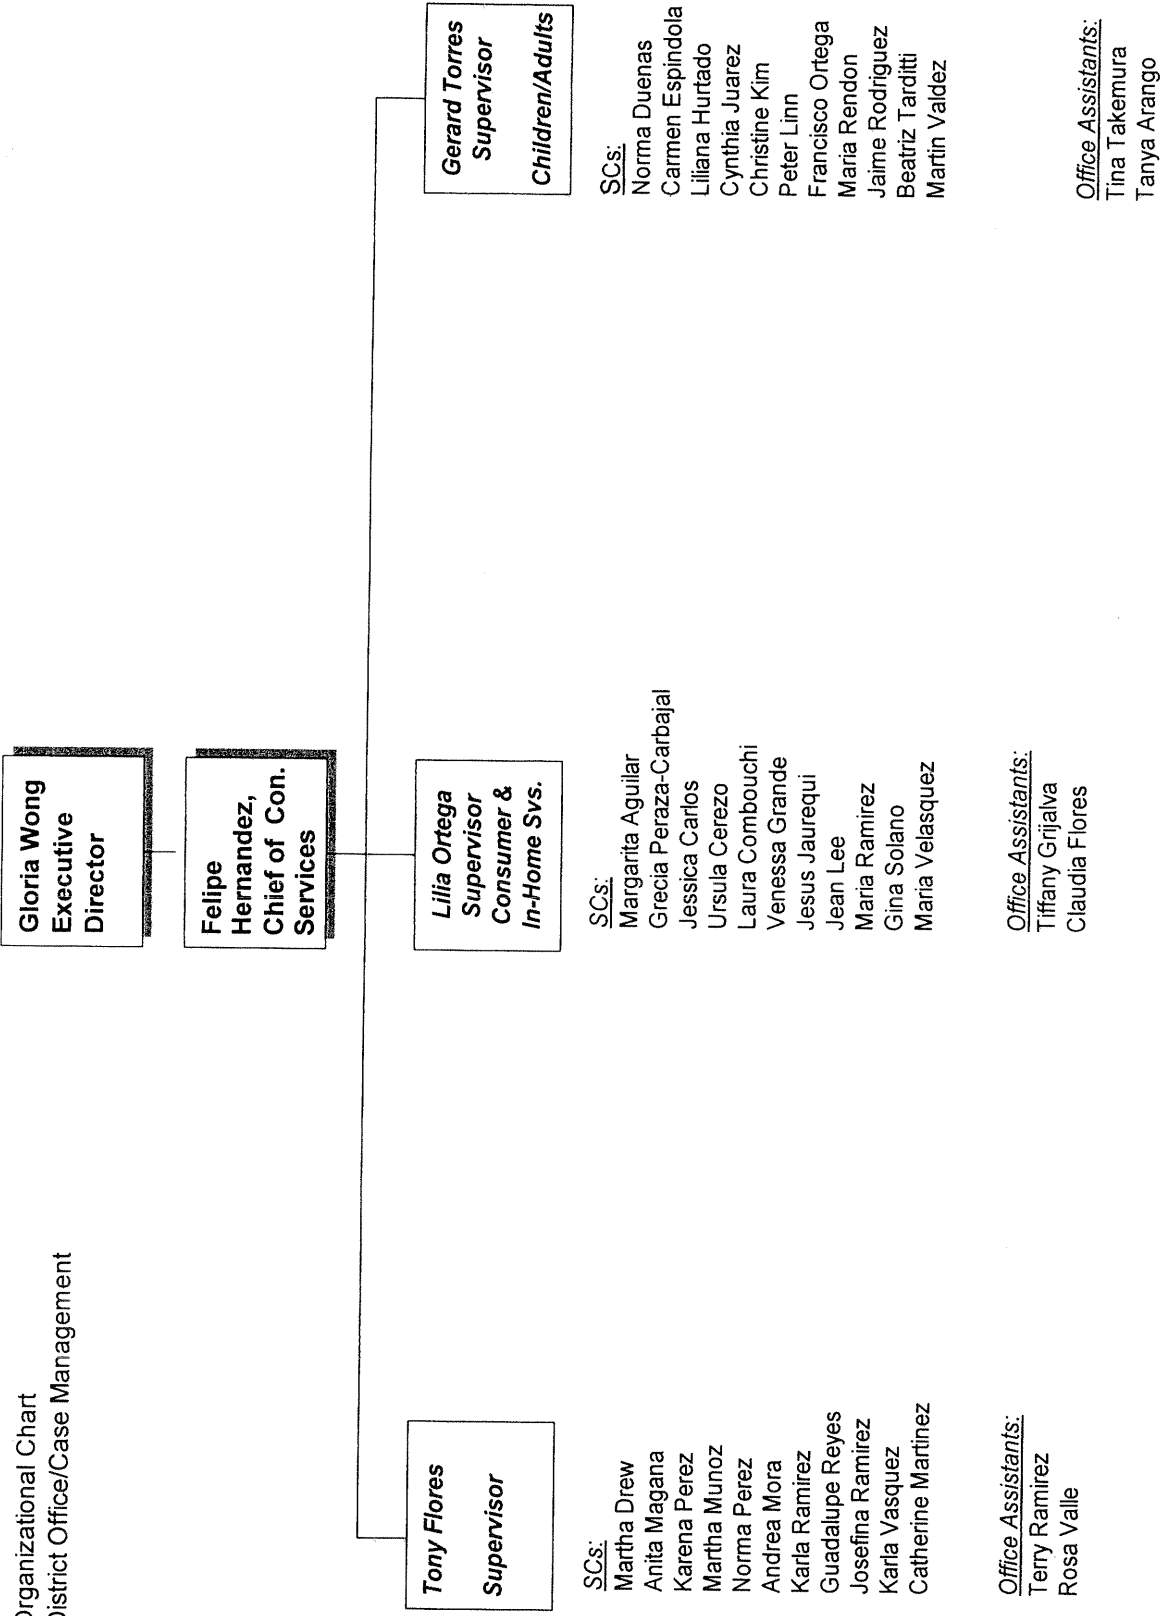 Organizational Chart
District Office/Case Management
Gloria Wong
Executive
Director
Felipe
Hernandez,
Chief of Con.
Services
Tony Flores
Supervisor
SCs:
Martha Drew
Anita Magana
Karena Perez
Martha Munoz
Norma Perez
Andrea Mora
Karla Ramirez
Guadalupe Reyes
Josefina Ramirez
Karla Vasquez
Catherine Martinez
Office Assistants:
Terry Ramirez
Rosa Valle
Lilia Ortega
Supervisor
Consumer &
In-Home Svs.
SCs:
Margarita Aguilar
Grecia Peraza-Carbajal
Jessica Carlos
Ursula Cerezo
Laura Combouchi
Venessa Grande
Jesus Jaurequi
Jean Lee
Maria Ramirez
Gina Solano
Maria Velasquez
Office Assistants:
Tiffany Grijalva
Claudia Flores
Gerard Torres
Supervisor
Children/Adults
SCs:
Norma Duenas
Carmen Espindola
Liliana Hurtado
Cynthia Juarez
Christine Kim
Peter Linn
Francisco Ortega
Maria Rendon
Jaime Rodriguez
Beatriz Tarditti
Martin Valdez
Office Assistants:
Tina Takemura
Tanya Arango